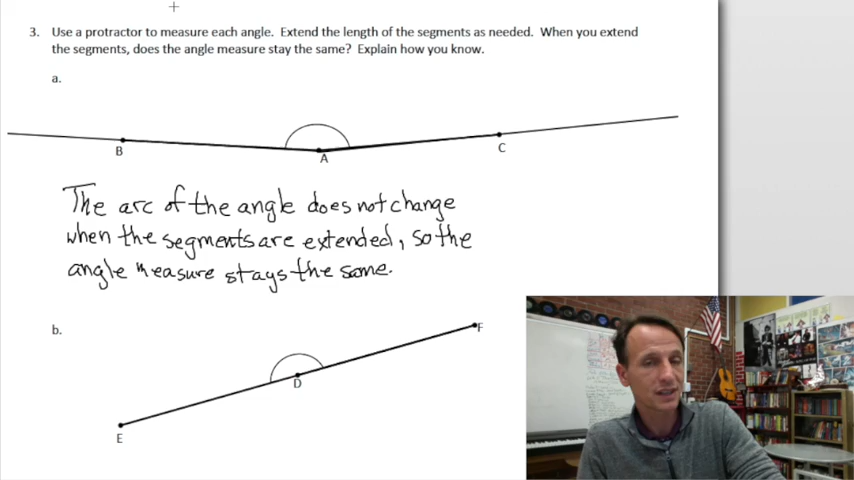 3. Use a protractor to measure each angle. Extend the length of the segments as needed. When you extend
the segments, does the angle measure stay the same? Explain how you know.
a.
B
A
C
The arc of the angle does not change
when the segments are extended, so the
angle measure stays the same.
b.
F
D
E